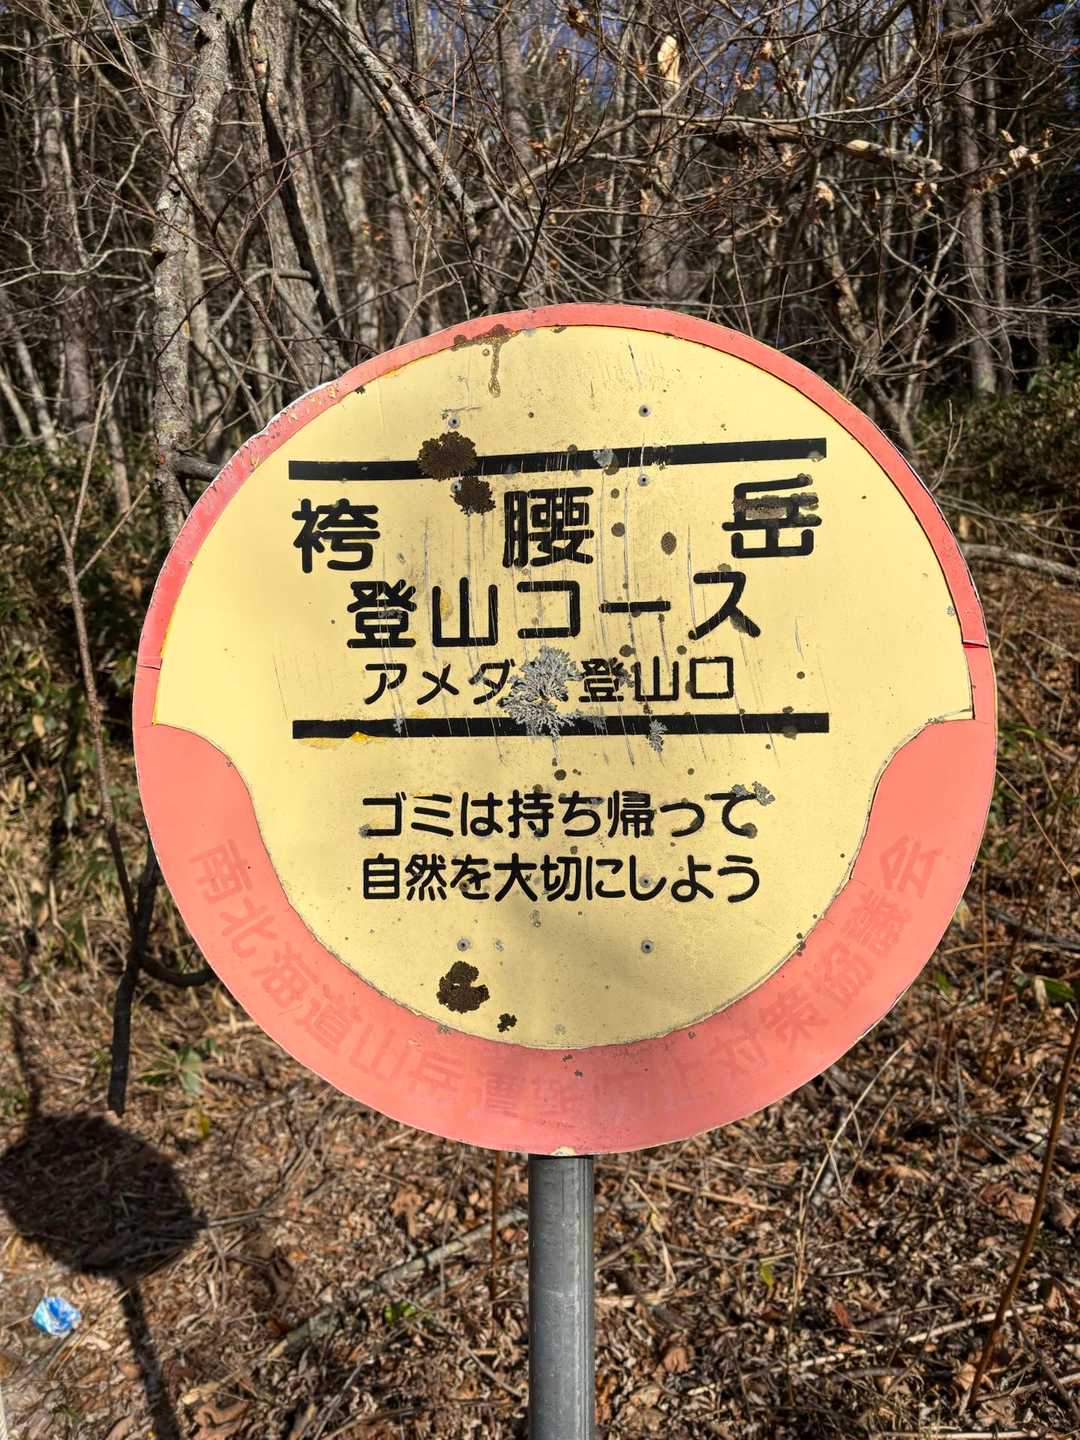 袴腰岳
登山コース
アメダス登山口
ゴミは持ち帰って
自然を大切にしよう
南北海道山岳遭難防止対策協議会